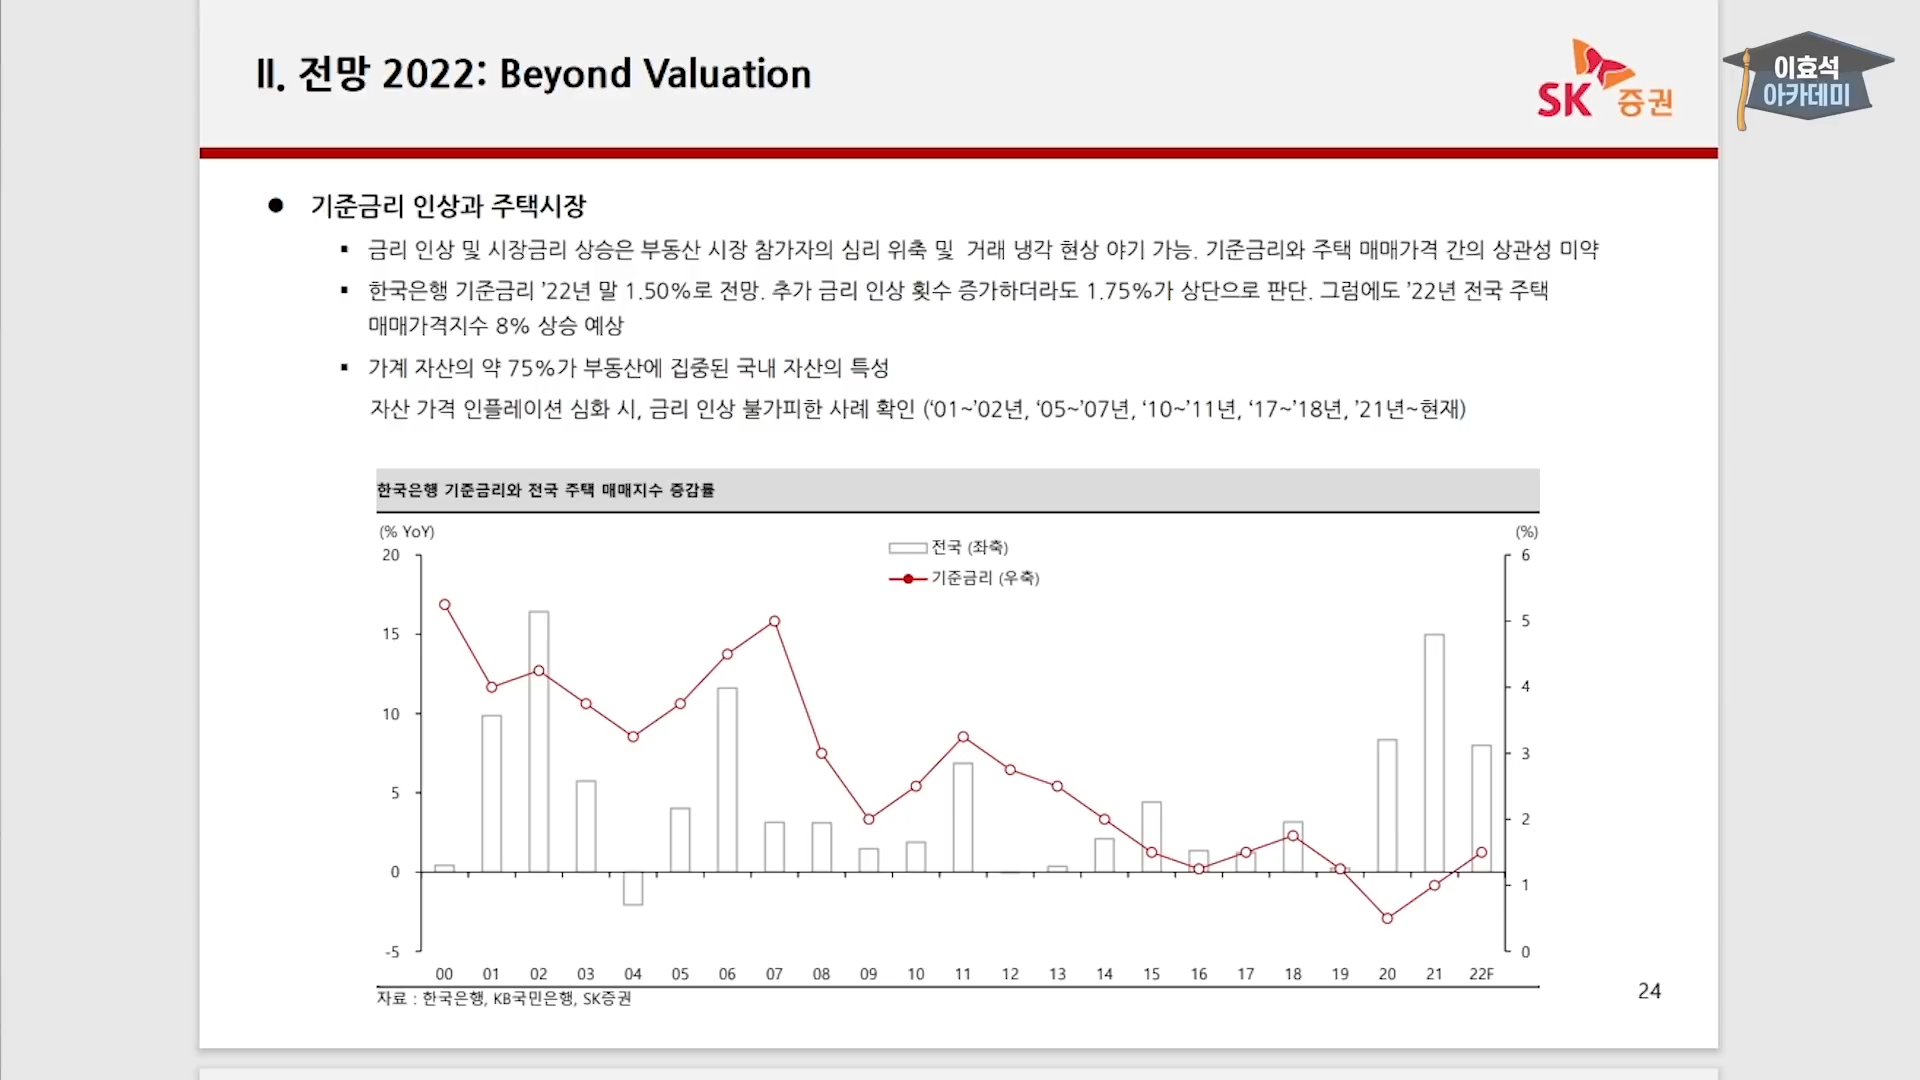 II. 전망 2022: Beyond Valuation
SK 증권
이효석
아카데미
● 기준금리 인상과 주택시장
▪ 금리 인상 및 시장금리 상승은 부동산 시장 참가자의 심리 위축 및 거래 냉각 현상 야기 가능. 기준금리와 주택 매매가격 간의 상관성 미약
▪ 한국은행 기준금리 ’22년 말 1.50%로 전망. 추가 금리 인상 횟수 증가하더라도 1.75%가 상단으로 판단. 그럼에도 ’22년 전국 주택
매매가격지수 8% 상승 예상
▪ 가계 자산의 약 75%가 부동산에 집중된 국내 자산의 특성
자산 가격 인플레이션 심화 시, 금리 인상 불가피한 사례 확인 (‘01~’02년, ‘05~’07년, ‘10~’11년, ‘17~’18년, ’21년~현재)
한국은행 기준금리와 전국 주택 매매지수 증감률
(% YoY)
(%)
전국 (좌축)
기준금리 (우축)
20
15
10
5
0
-5
6
5
4
3
2
1
0
00 01 02 03 04 05 06 07 08 09 10 11 12 13 14 15 16 17 18 19 20 21 22F
자료 : 한국은행, KB국민은행, SK증권
24